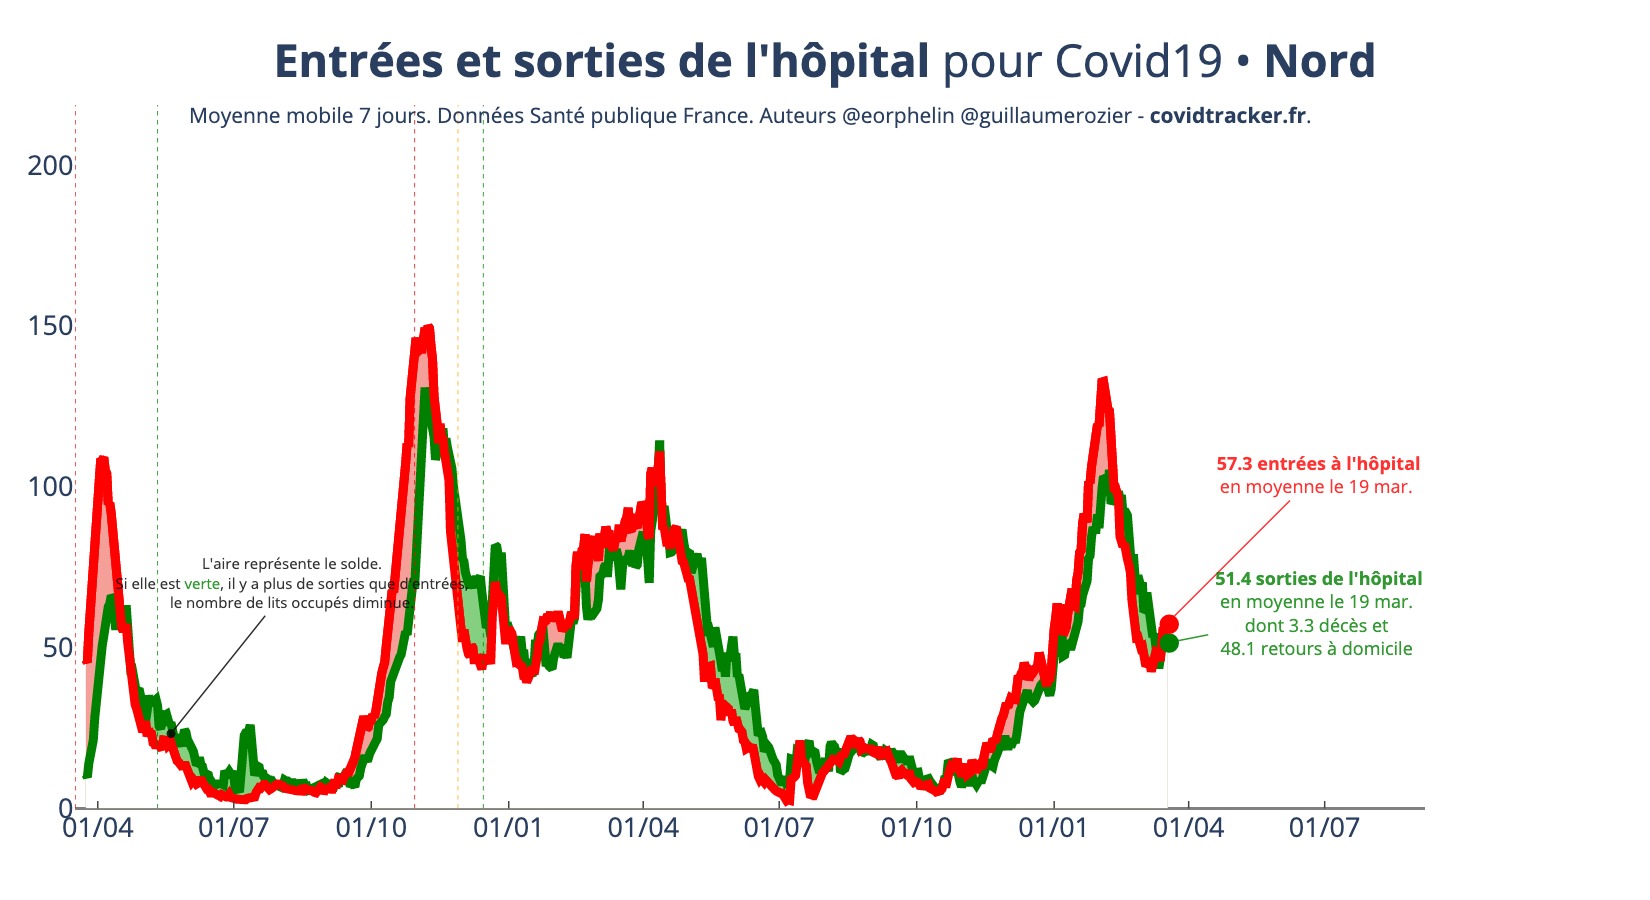 Entrées et sorties de l'hôpital pour Covid19 • Nord
Moyenne mobile 7 jours. Données Santé publique France. Auteurs @eorphelin @guillaumerozier - covidtracker.fr.
200
150
100
50
0
57.3 entrées à l'hôpital
en moyenne le 19 mar.
L'aire représente le solde.
Si elle est verte, il y a plus de sorties que d'entrées,
le nombre de lits occupés diminue.
51.4 sorties de l'hôpital
en moyenne le 19 mar.
dont 3.3 décès et
48.1 retours à domicile
01/04 01/07 01/10 01/01 01/04 01/07 01/10 01/01 01/04 01/07